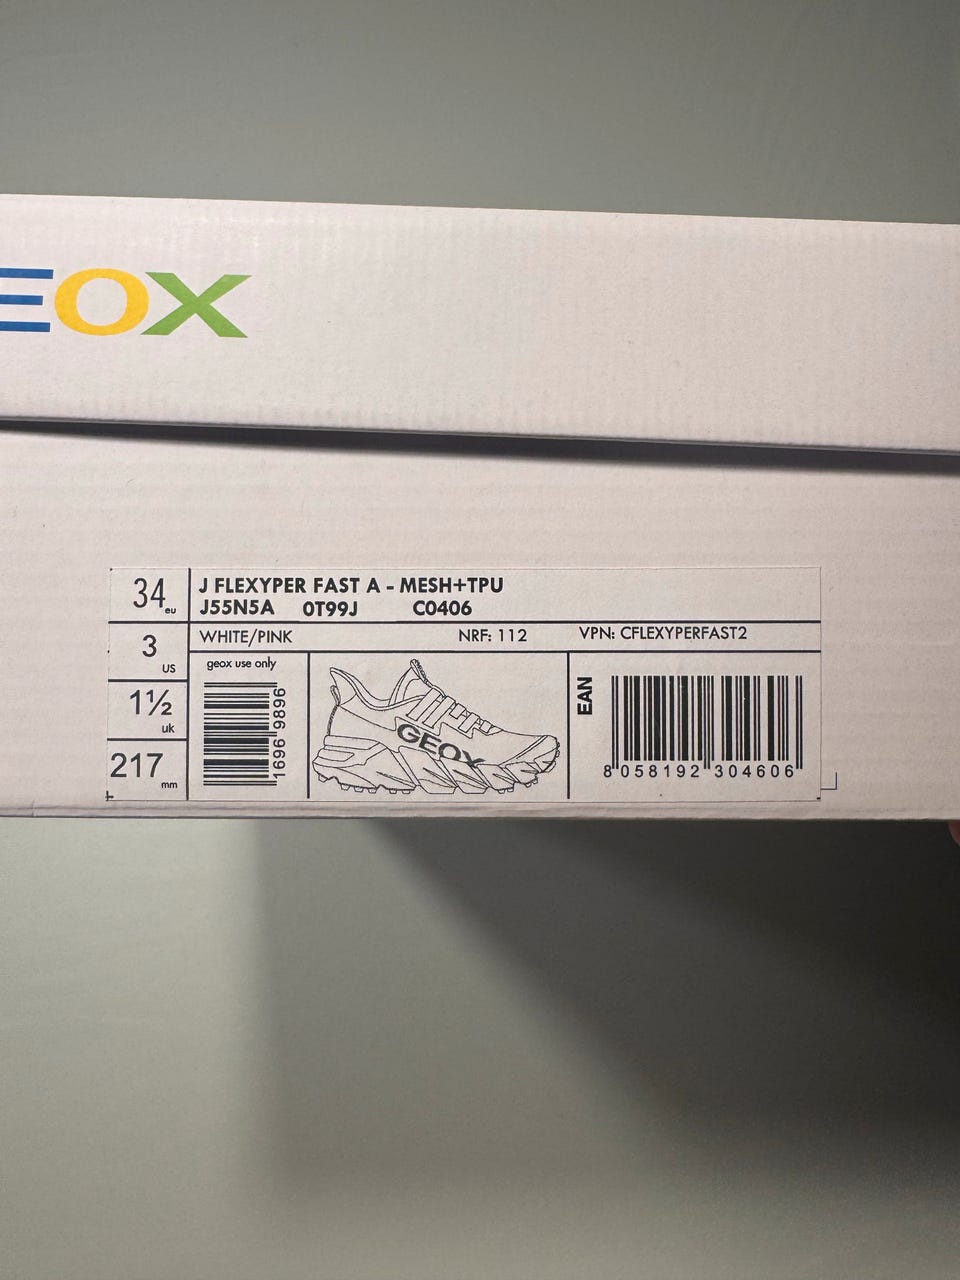 EOX
34 eu
J FLEXYPER FAST A - MESH+TPU
J55N5A 0T99J C0406
3 US
WHITE/PINK NRF: 112 VPN: CFLEXYPERFAST2
1½ uk
217 mm
geox use only
1696 9896
GEOX
EAN
8 058192 304606